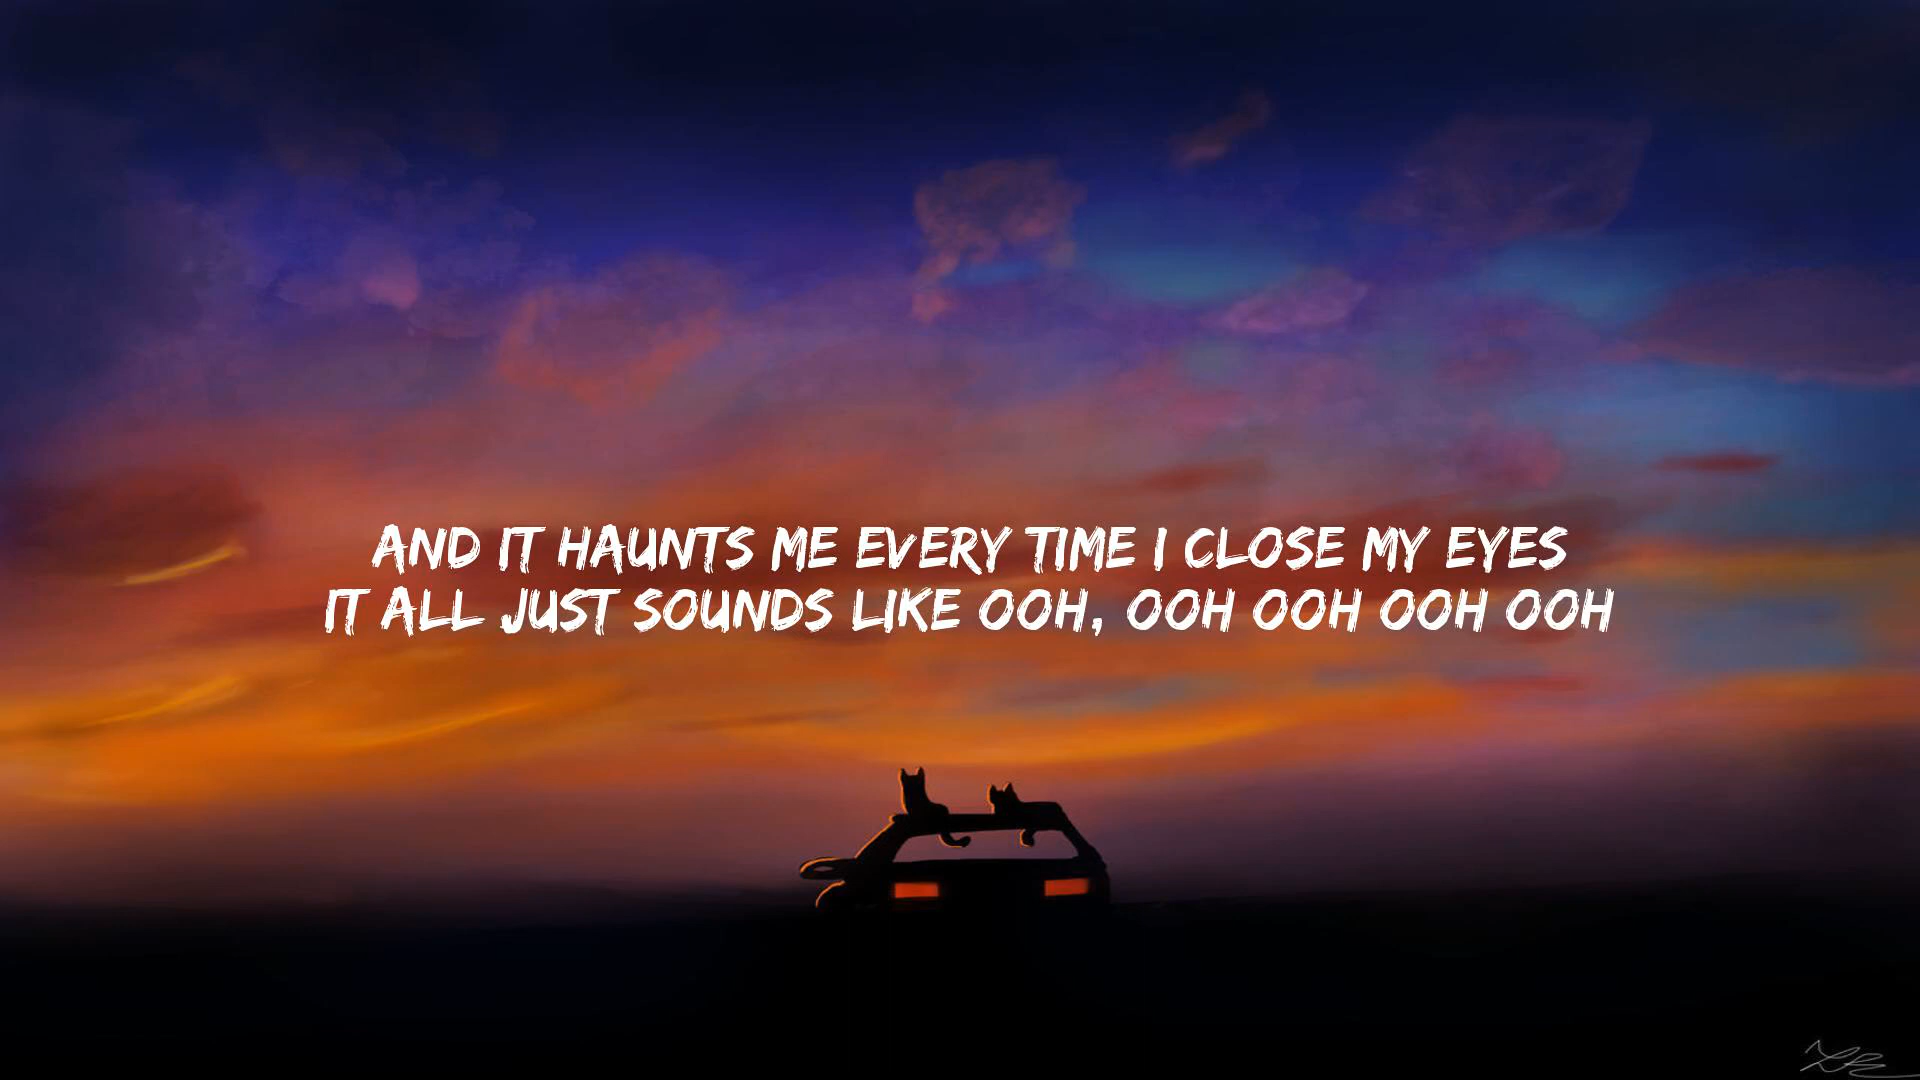 AND IT HAUNTS ME EVERY TIME I CLOSE MY EYES
IT ALL JUST SOUNDS LIKE OOH, OOH OOH OOH OOH